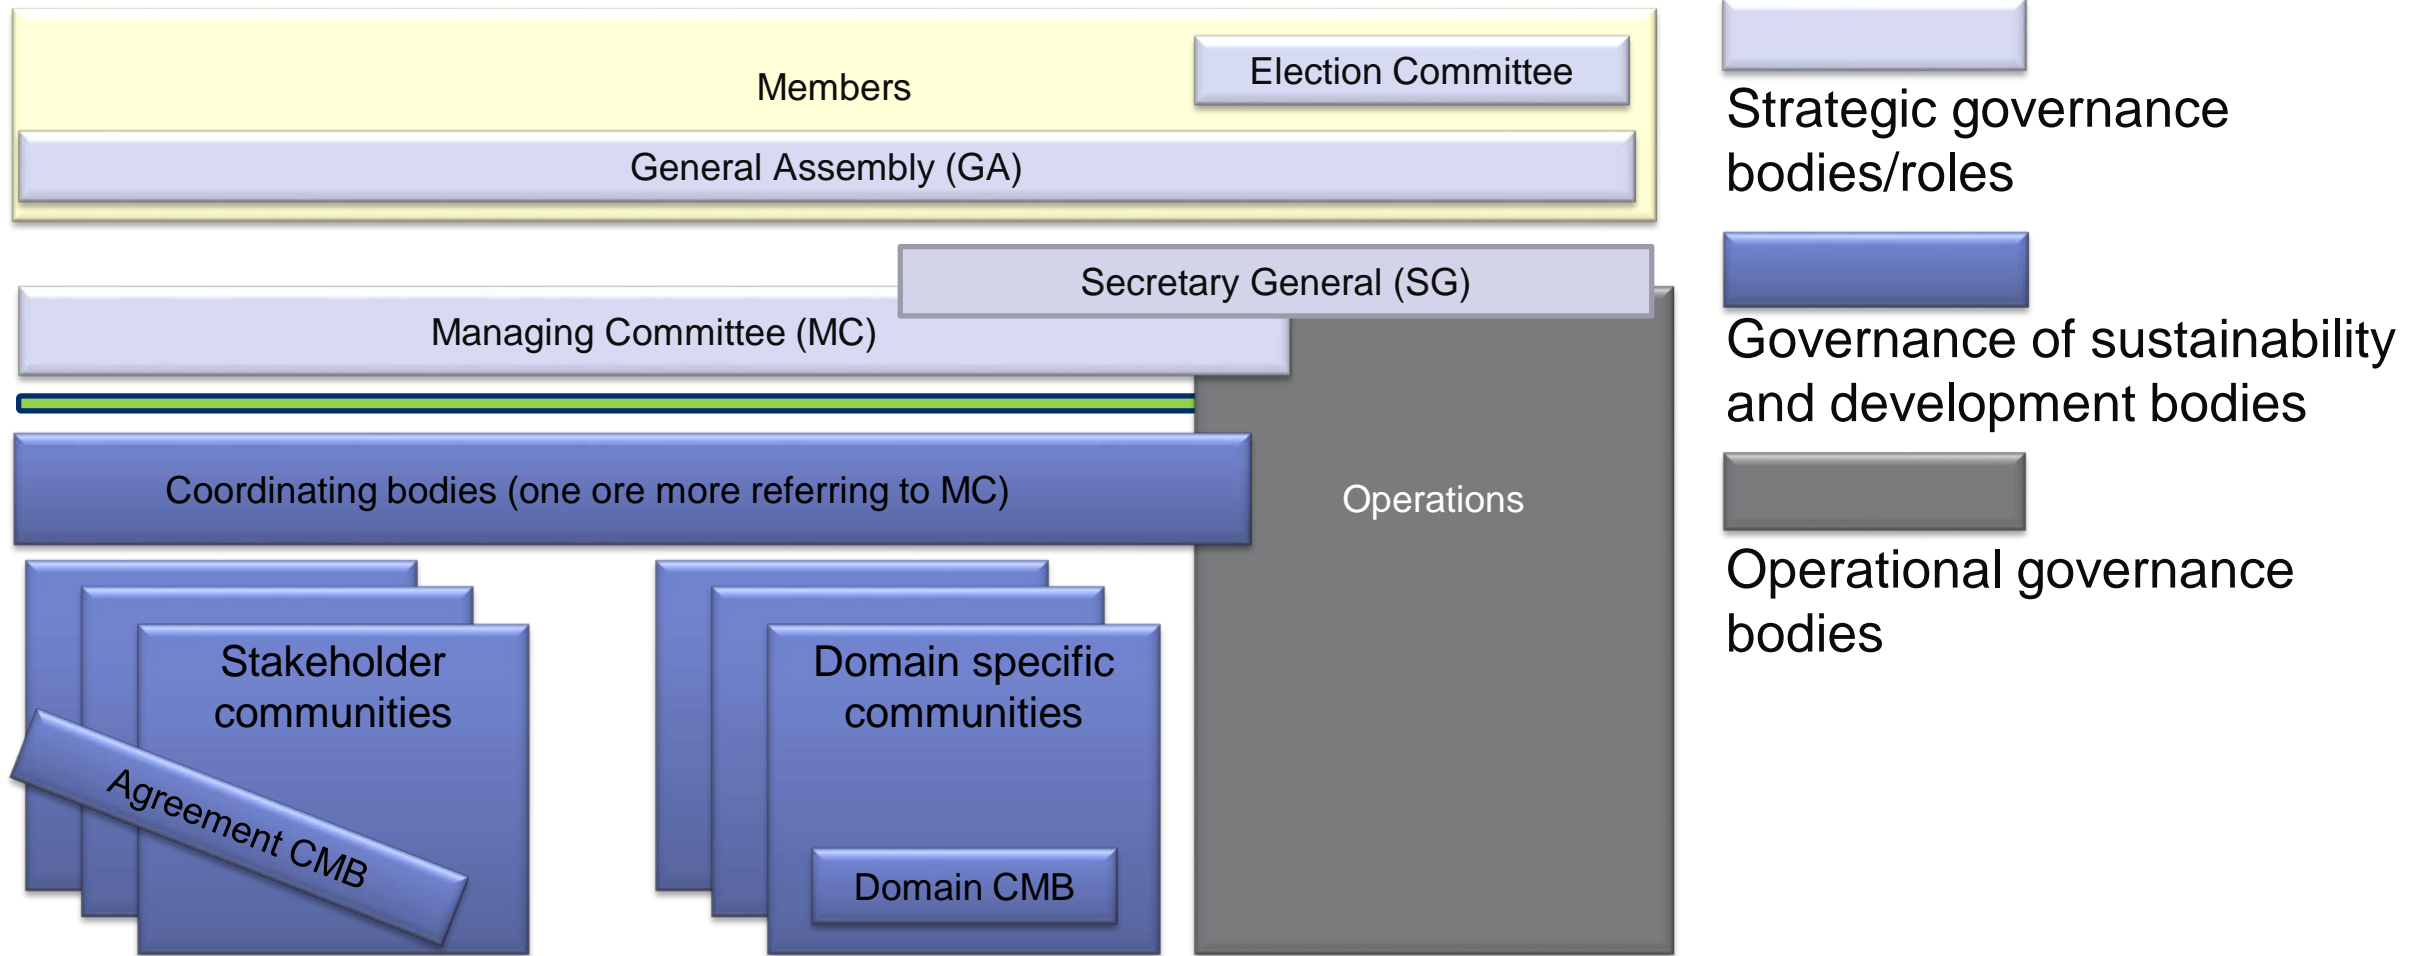 Members
Election Committee
General Assembly (GA)
Secretary General (SG)
Managing Committee (MC)
Coordinating bodies (one ore more referring to MC)
Operations
Stakeholder
communities
Agreement CMB
Domain specific
communities
Domain CMB
Strategic governance
bodies/roles
Governance of sustainability
and development bodies
Operational governance
bodies